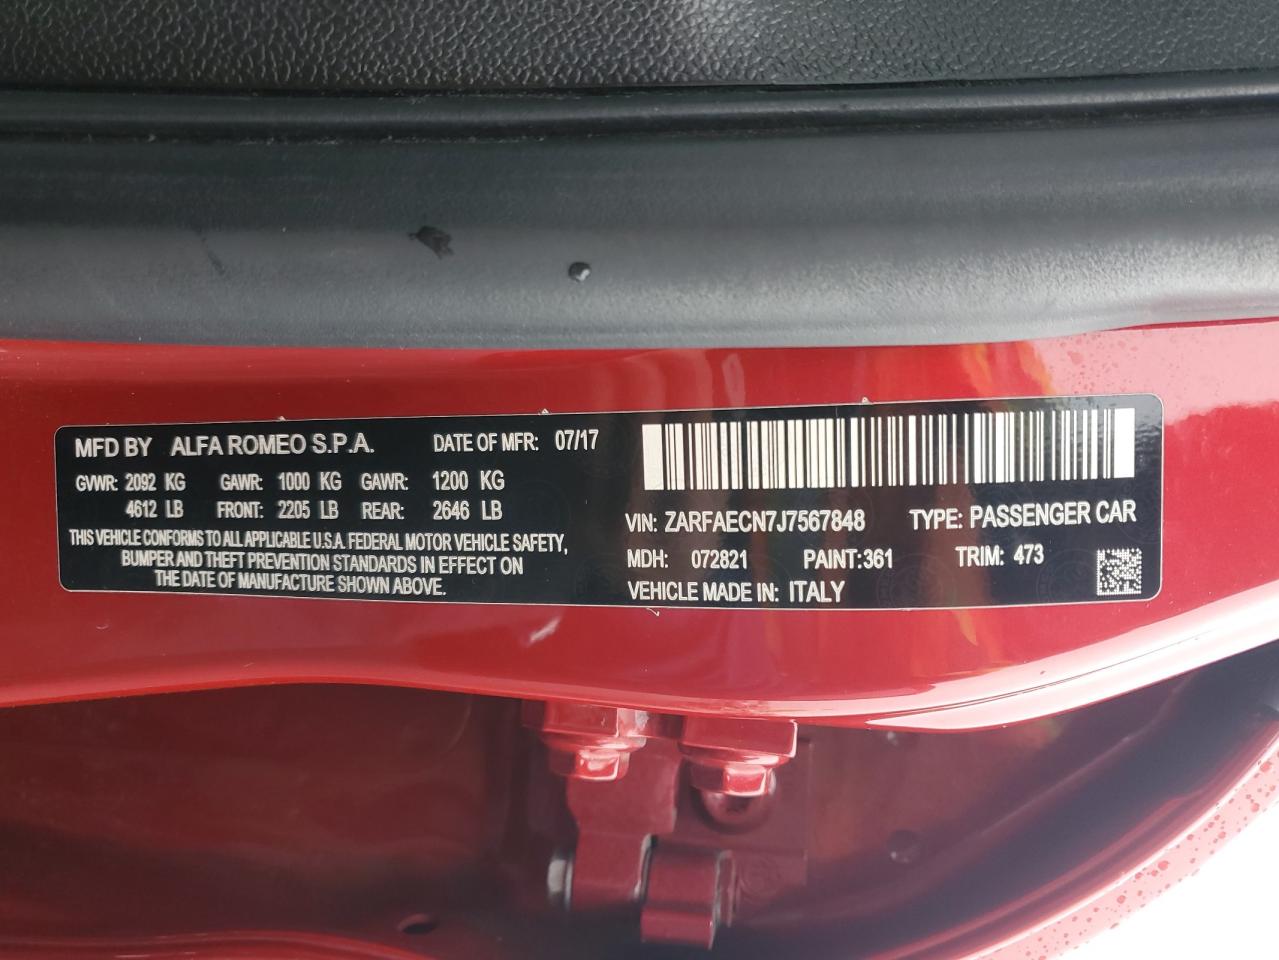 MFD BY ALFA ROMEO S.P.A. DATE OF MFR: 07/17
GVWR: 2092 KG GAWR: 1000 KG GAWR: 1200 KG
4612 LB FRONT: 2205 LB REAR: 2646 LB
THIS VEHICLE CONFORMS TO ALL APPLICABLE U.S.A. FEDERAL MOTOR VEHICLE SAFETY,
BUMPER AND THEFT PREVENTION STANDARDS IN EFFECT ON
THE DATE OF MANUFACTURE SHOWN ABOVE.
VIN: ZARFAECN7J7567848 TYPE: PASSENGER CAR
MDH: 072821 PAINT:361 TRIM: 473
VEHICLE MADE IN: ITALY